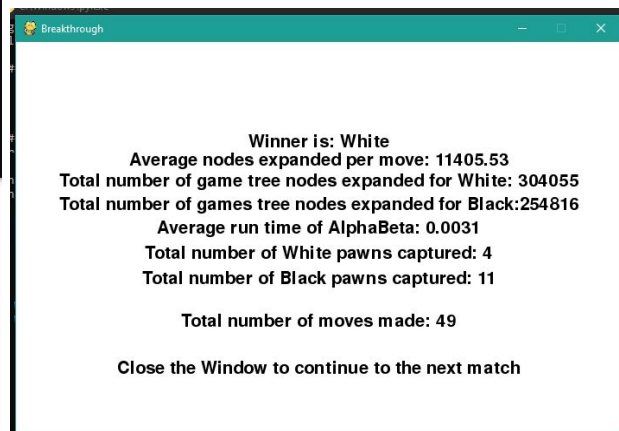 Breakthrough
Winner is: White
Average nodes expanded per move: 11405.53
Total number of game tree nodes expanded for White: 304055
Total number of games tree nodes expanded for Black:254816
Average run time of AlphaBeta: 0.0031
Total number of White pawns captured: 4
Total number of Black pawns captured: 11
Total number of moves made: 49
Close the Window to continue to the next match